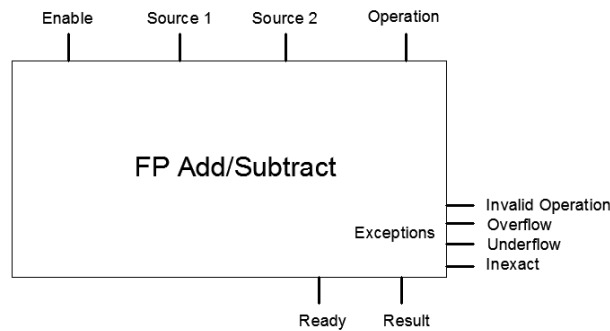 Enable Source 1 Source 2 Operation
FP Add/Subtract
Invalid Operation
Overflow
Exceptions
Underflow
Inexact
Ready Result